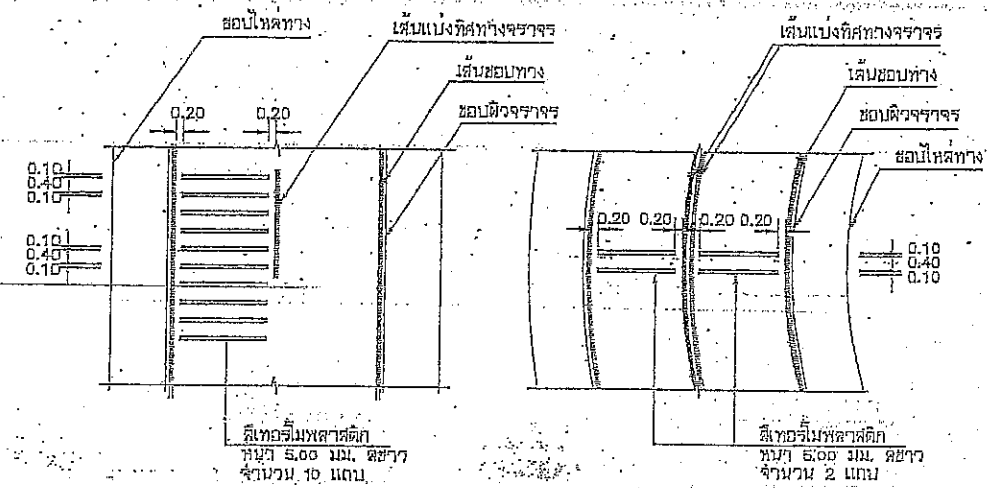 ขอบไหล่ทาง
เส้นแบ่งทิศทางจราจร
เส้นขอบทาง
ขอบผิวจราจร
0.20
0.20
0.10
0.40
0.10
0.10
0.40
0.10
สีเทอร์โมพลาสติก
หนา 5.00 มม. สีขาว
จำนวน 10 แถบ
เส้นแบ่งทิศทางจราจร
เส้นขอบทาง
ขอบผิวจราจร
ขอบไหล่ทาง
0.20 0.20 0.20 0.20
0.10
0.40
0.10
สีเทอร์โมพลาสติก
หนา 5.00 มม. สีขาว
จำนวน 2 แถบ